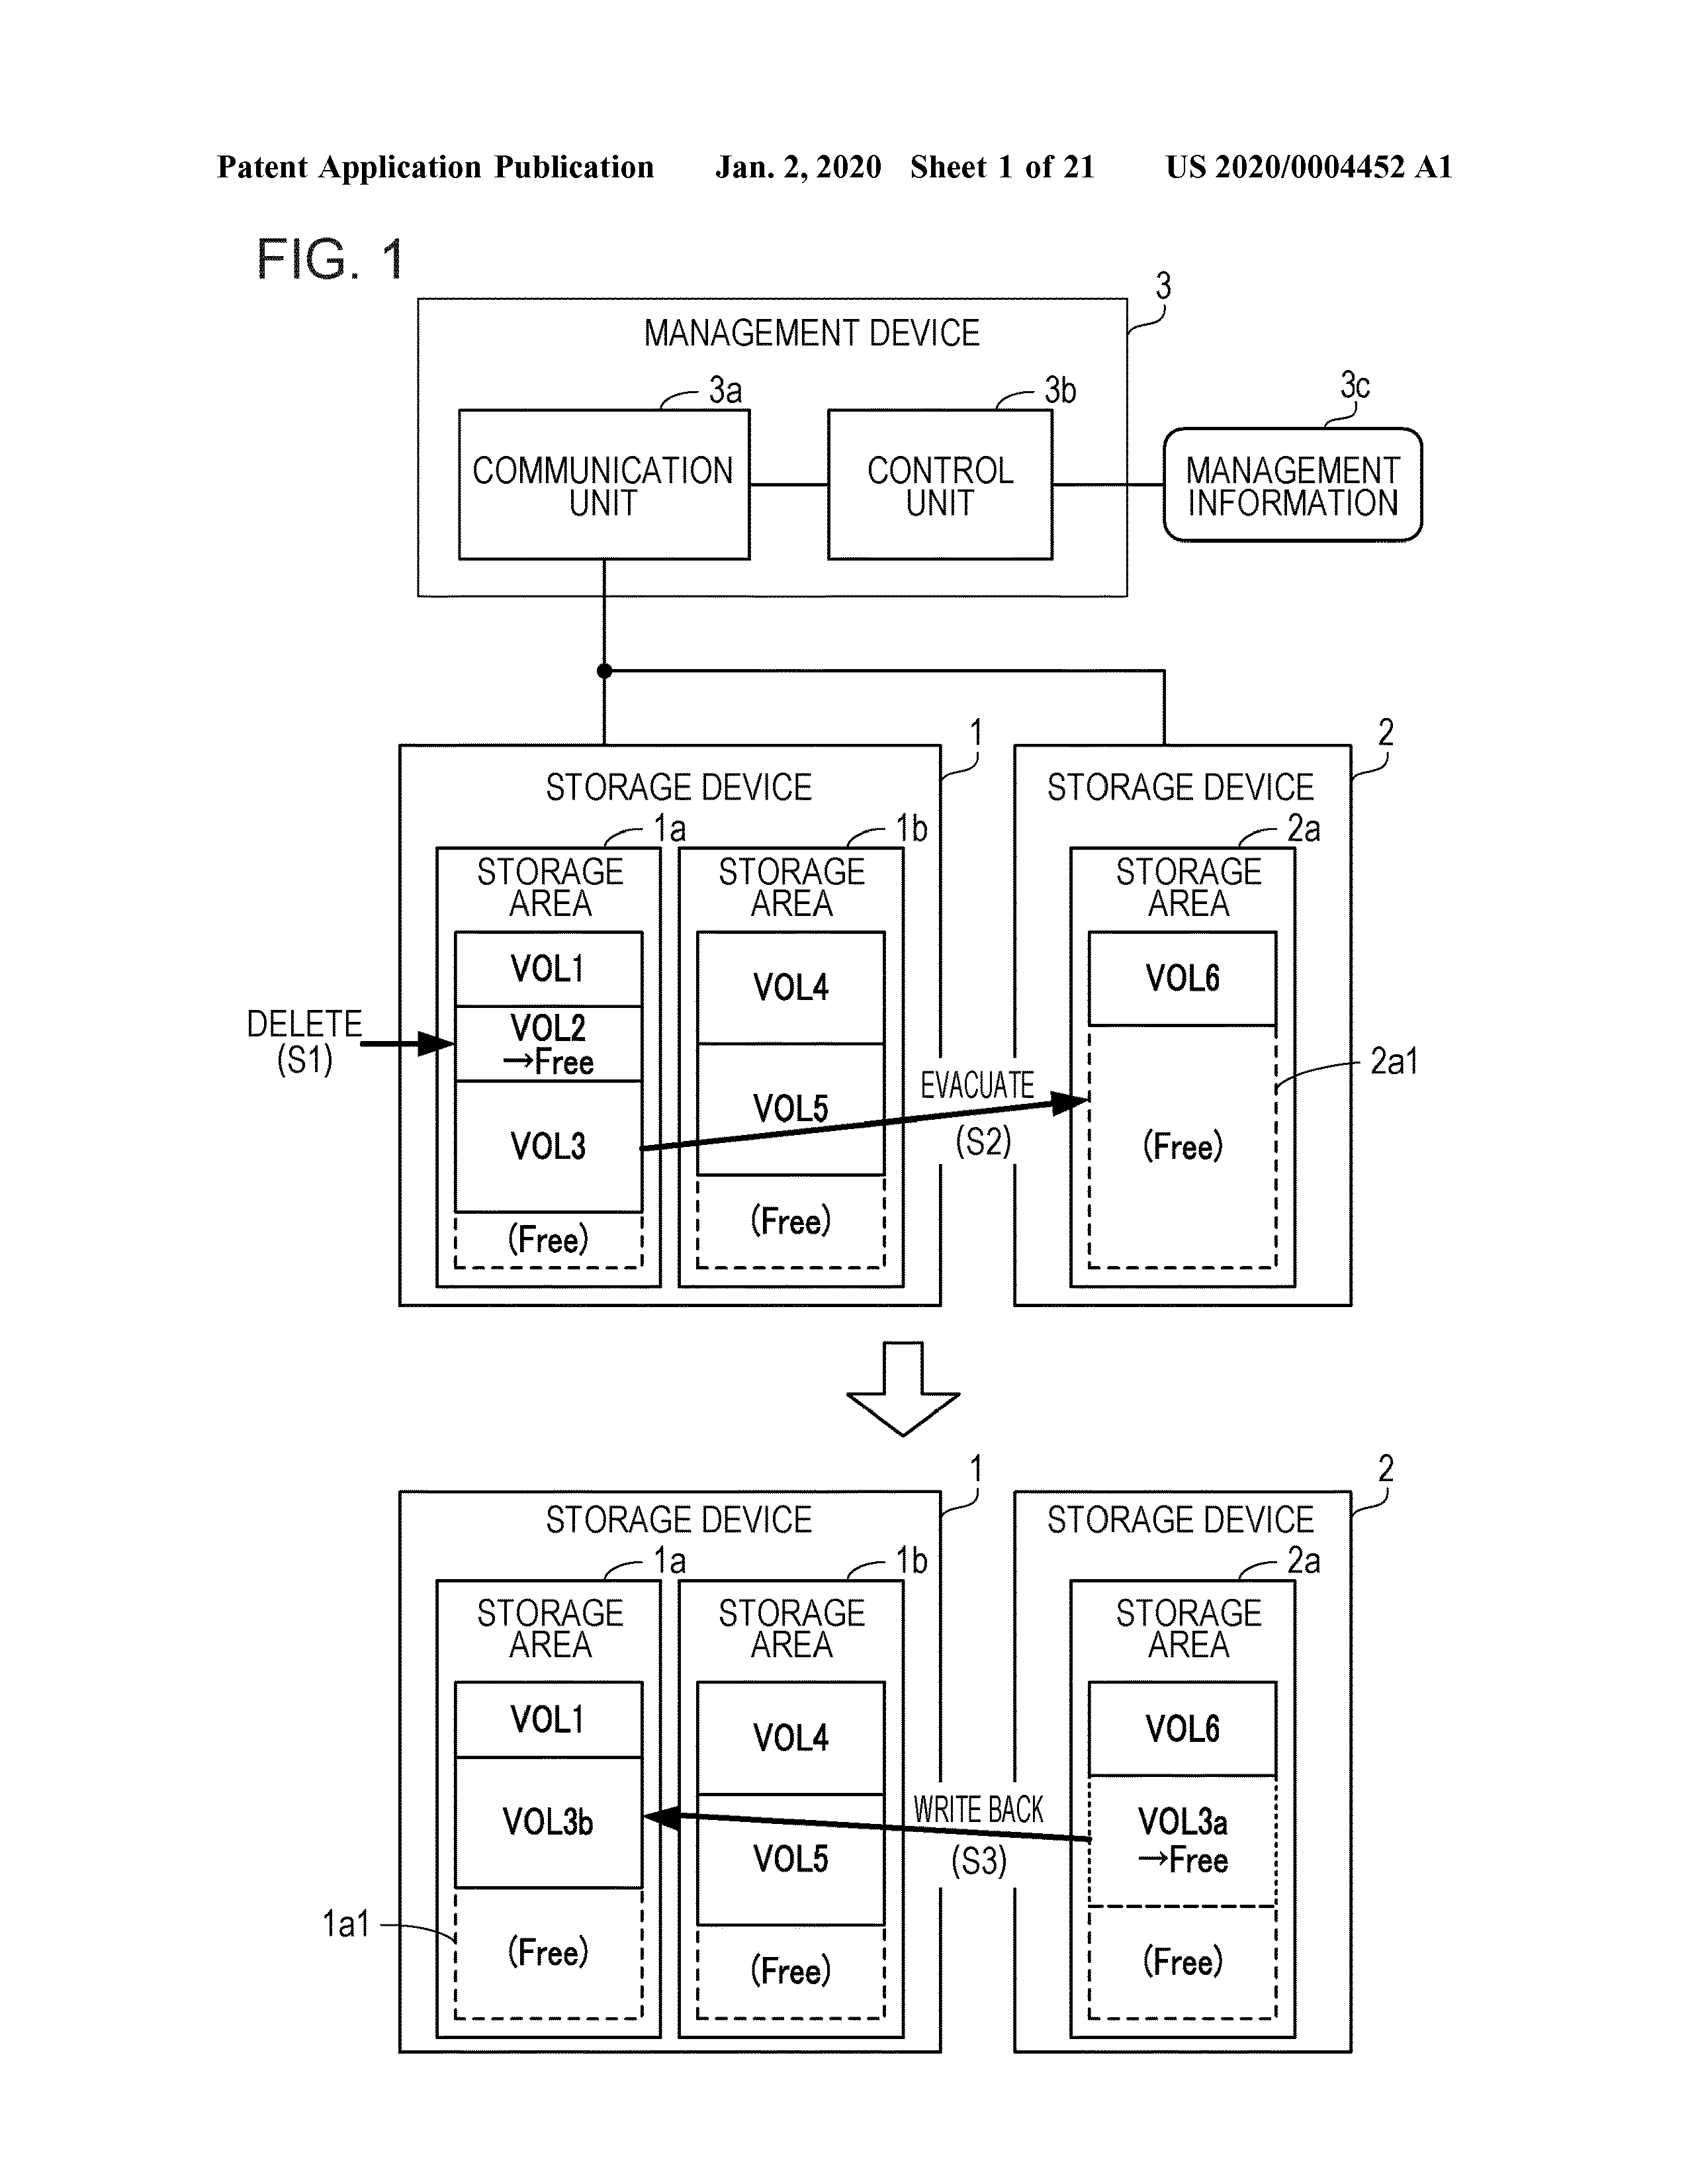 Patent Application Publication Jan. 2, 2020 Sheet 1 of 21 US 2020/0004452 A1
FIG. 1
3
MANAGEMENT DEVICE
3a
3b
3c
COMMUNICATION
UNIT
CONTROL
UNIT
MANAGEMENT
INFORMATION
1
2
STORAGE DEVICE
STORAGE DEVICE
1a
1b
2a
STORAGE
AREA
STORAGE
AREA
STORAGE
AREA
VOL1
VOL4
VOL6
DELETE
(S1)
VOL2
→Free
2a1
EVACUATE
(S2)
VOL5
VOL3
(Free)
(Free)
(Free)
1
2
STORAGE DEVICE
STORAGE DEVICE
1a
1b
2a
STORAGE
AREA
STORAGE
AREA
STORAGE
AREA
VOL1
VOL4
VOL6
VOL3b
WRITE BACK
(S3)
VOL3a
→Free
VOL5
1a1
(Free)
(Free)
(Free)